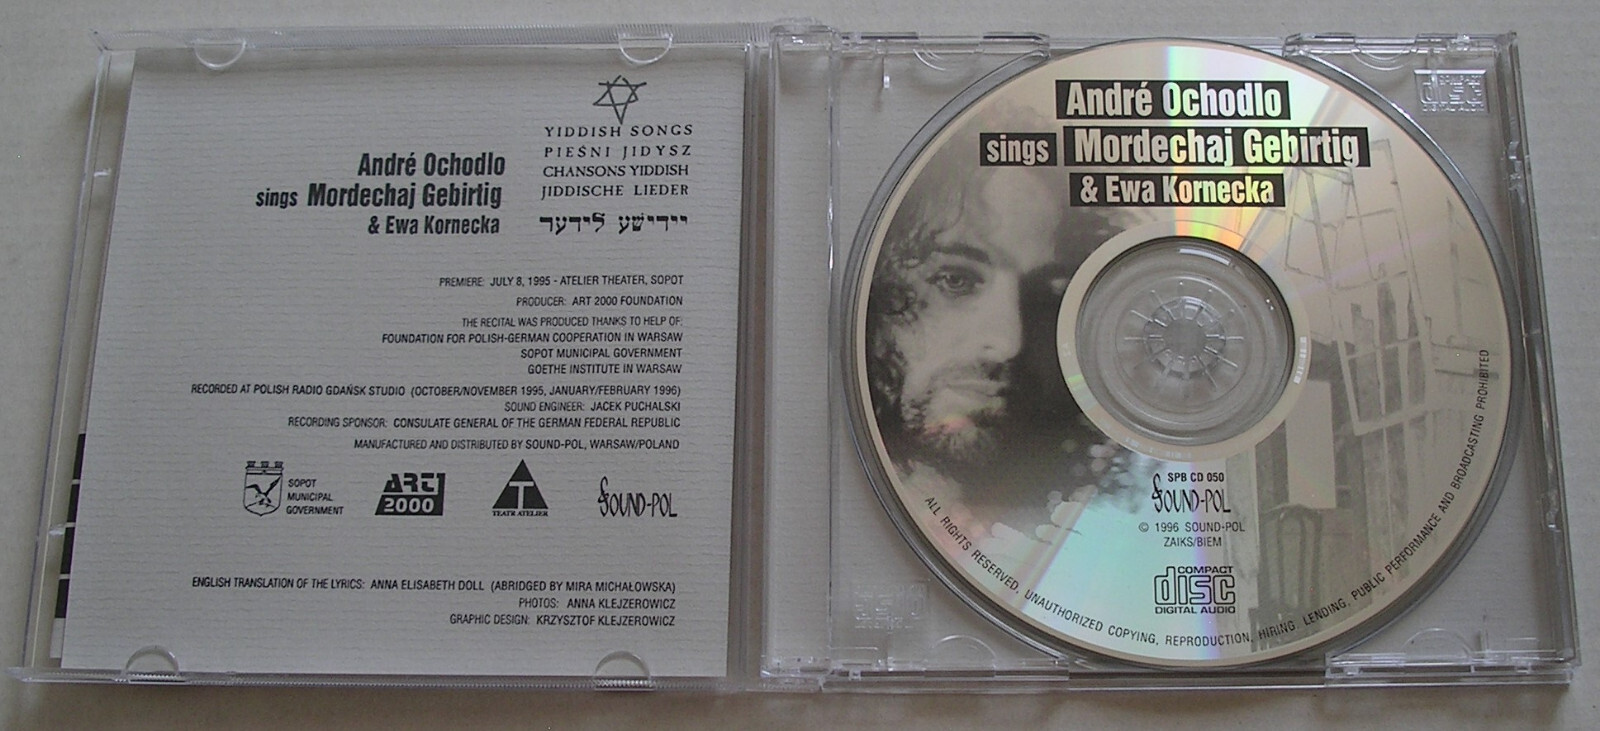 YIDDISH SONGS
PIEŚNI JIDYSZ
CHANSONS YIDDISH
JIDDISCHE LIEDER
יידישע לידער
André Ochodlo
sings Mordechaj Gebirtig
& Ewa Kornecka
PREMIERE: JULY 8, 1995 - ATELIER THEATER, SOPOT
PRODUCER: ART 2000 FOUNDATION
THE RECITAL WAS PRODUCED THANKS TO HELP OF:
FOUNDATION FOR POLISH-GERMAN COOPERATION IN WARSAW
SOPOT MUNICIPAL GOVERNMENT
GOETHE INSTITUTE IN WARSAW
RECORDED AT POLISH RADIO GDAŃSK STUDIO (OCTOBER/NOVEMBER 1995, JANUARY/FEBRUARY 1996)
SOUND ENGINEER: JACEK PUCHALSKI
RECORDING SPONSOR: CONSULATE GENERAL OF THE GERMAN FEDERAL REPUBLIC
MANUFACTURED AND DISTRIBUTED BY SOUND-POL, WARSAW/POLAND
SOPOT
MUNICIPAL
GOVERNMENT
ART
2000
T
TEATR ATELIER
SOUND-POL
ENGLISH TRANSLATION OF THE LYRICS: ANNA ELISABETH DOLL (ABRIDGED BY MIRA MICHAŁOWSKA)
PHOTOS: ANNA KLEJZEROWICZ
GRAPHIC DESIGN: KRZYSZTOF KLEJZEROWICZ
André Ochodlo
sings Mordechaj Gebirtig
& Ewa Kornecka
SPB CD 050
SOUND-POL
© 1996 SOUND-POL
ZAIKS/BIEM
COMPACT
disc
DIGITAL AUDIO
ALL RIGHTS RESERVED, UNAUTHORIZED COPYING, REPRODUCTION, HIRING, LENDING, PUBLIC PERFORMANCE AND BROADCASTING PROHIBITED
COMPACT
disc
DIGITAL AUDIO